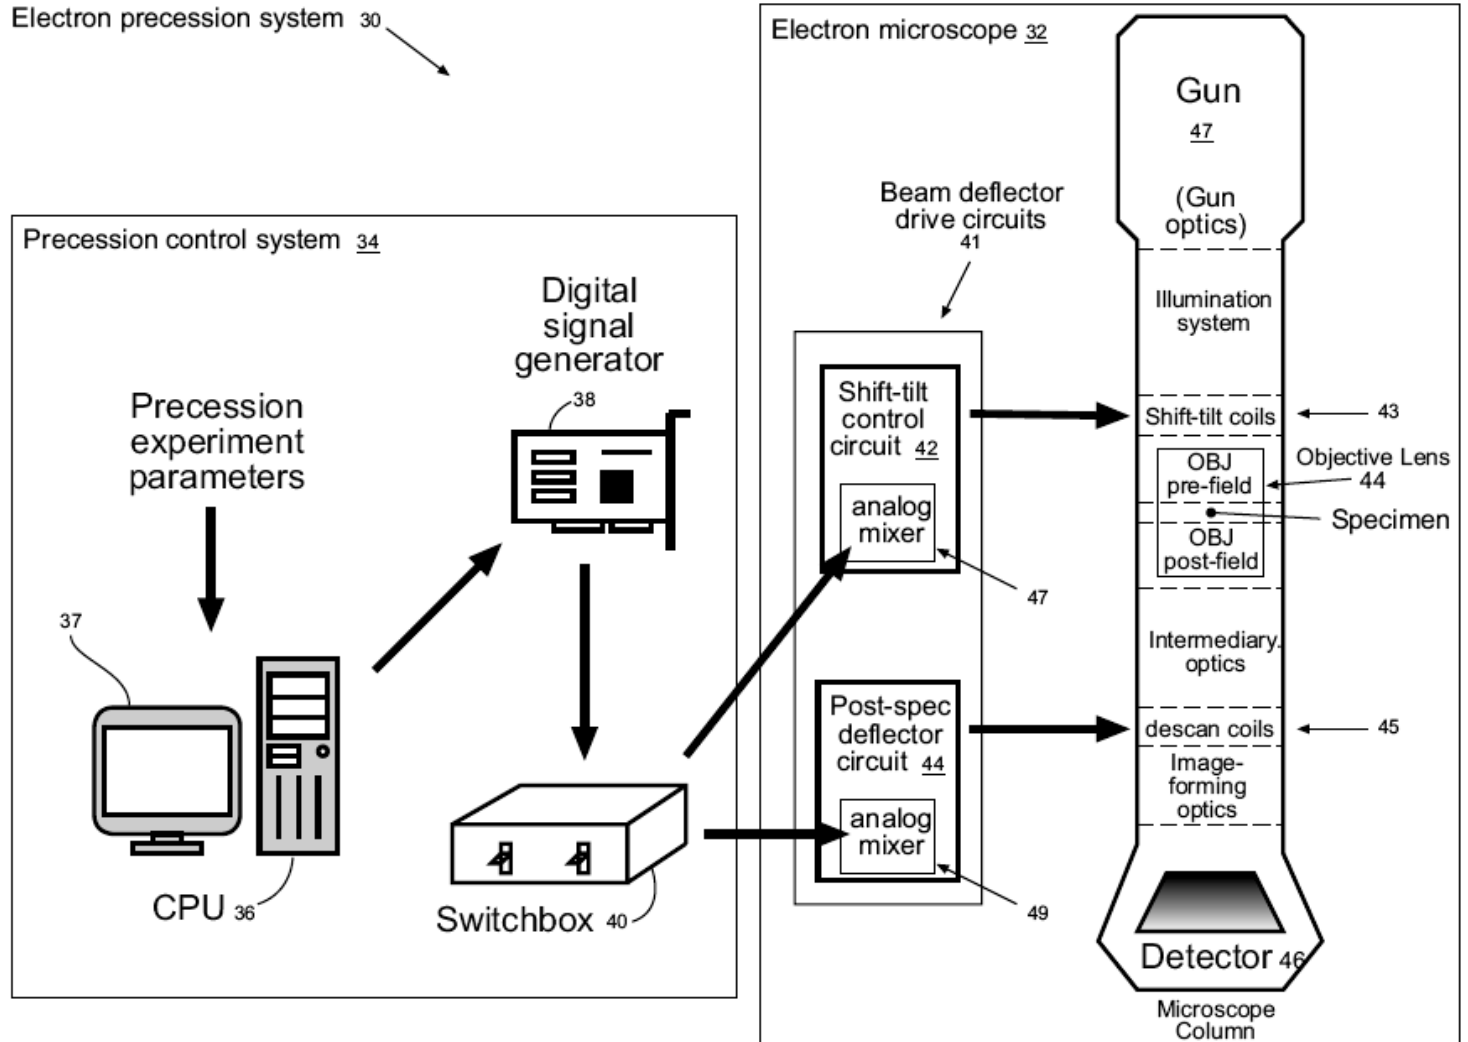 Electron precession system 30
Electron microscope 32
Gun
47
(Gun
optics)
Beam deflector
drive circuits
41
Precession control system 34
Digital
signal
generator
38
Precession
experiment
parameters
37
CPU 36
Switchbox 40
Shift-tilt
control
circuit 42
analog
mixer
47
Post-spec
deflector
circuit 44
analog
mixer
49
Illumination
system
Shift-tilt coils
43
OBJ
pre-field
Objective Lens
44
Specimen
OBJ
post-field
Intermediary.
optics
descan coils
45
Image-
forming
optics
Detector 46
Microscope
Column